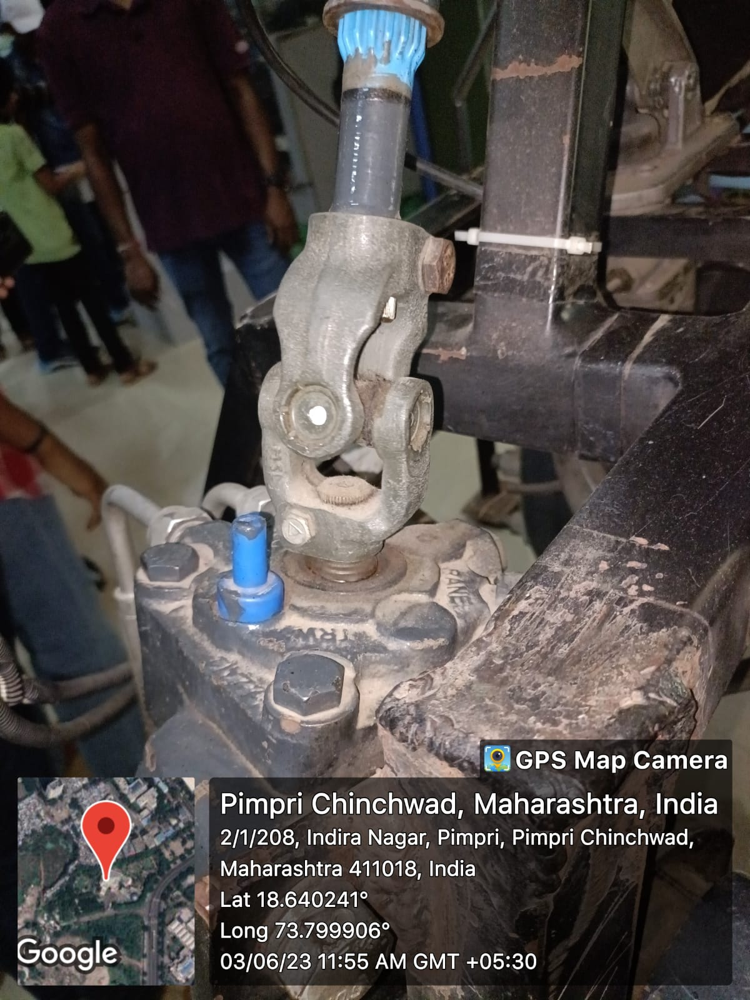 RANE
TRW
GPS Map Camera
Pimpri Chinchwad, Maharashtra, India
2/1/208, Indira Nagar, Pimpri, Pimpri Chinchwad,
Maharashtra 411018, India
Lat 18.640241°
Long 73.799906°
03/06/23 11:55 AM GMT +05:30
Google